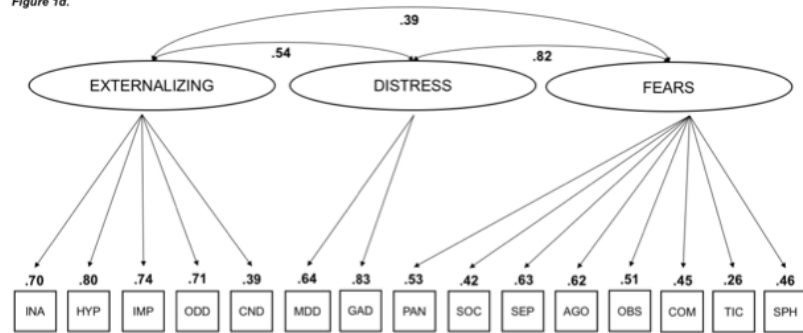 Figure 1d.
.39
.54
.82
EXTERNALIZING DISTRESS FEARS
.70 .80 .74 .71 .39 .64 .83 .53 .42 .63 .62 .51 .45 .26 .46
INA HYP IMP ODD CND MDD GAD PAN SOC SEP AGO OBS COM TIC SPH